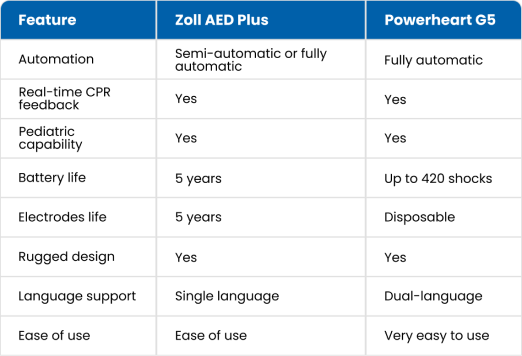 Feature Zoll AED Plus Powerheart G5
Automation Semi-automatic or fully automatic Fully automatic
Real-time CPR feedback Yes Yes
Pediatric capability Yes Yes
Battery life 5 years Up to 420 shocks
Electrodes life 5 years Disposable
Rugged design Yes Yes
Language support Single language Dual-language
Ease of use Ease of use Very easy to use